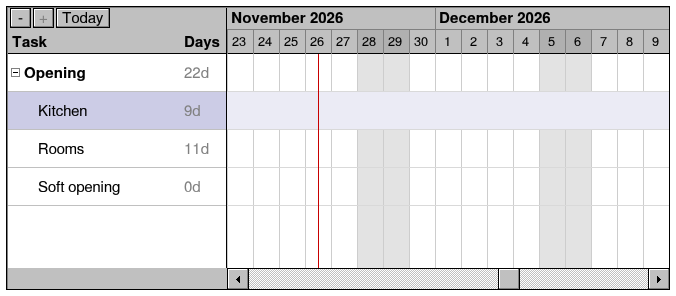 - + Today November 2026 December 2026
Task Days 23 24 25 26 27 28 29 30 1 2 3 4 5 6 7 8 9
Opening 22d
Kitchen 9d
Rooms 11d
Soft opening 0d